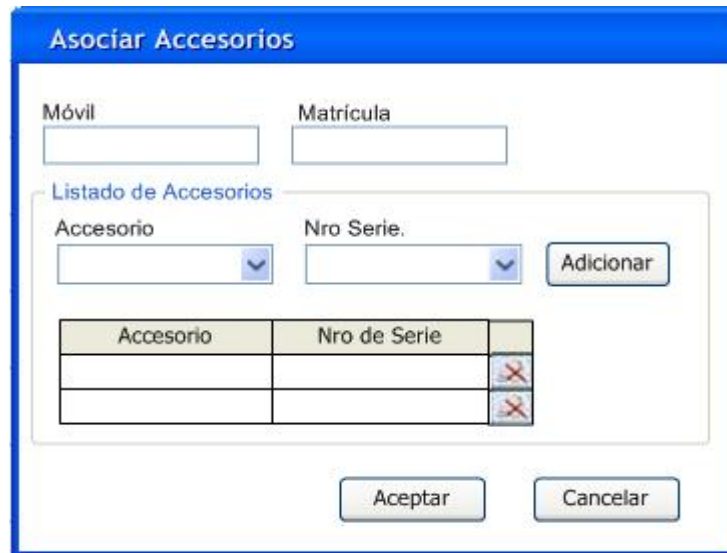 Asociar Accesorios
Móvil Matrícula
Listado de Accesorios
Accesorio Nro Serie.
Adicionar
Accesorio Nro de Serie
Aceptar Cancelar